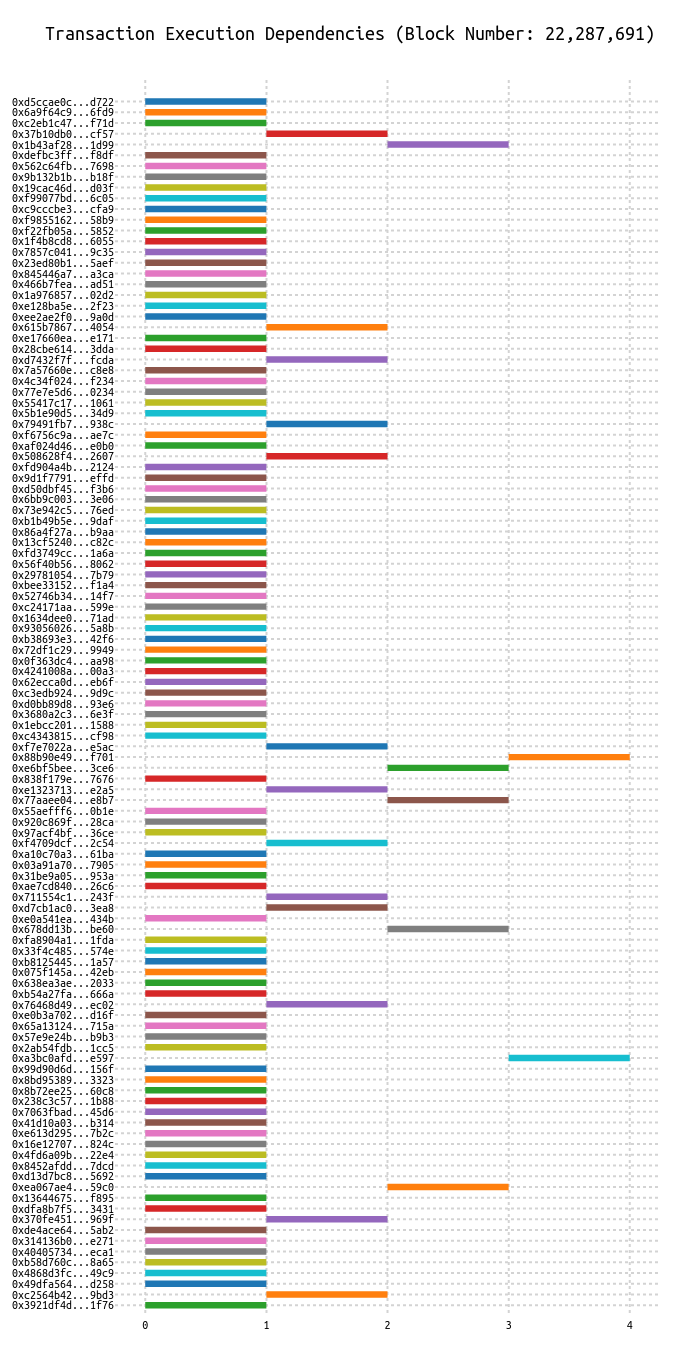 Transaction Execution Dependencies (Block Number: 22,287,691)
0xd5ccae0c...d722
0x6a9f64c9...6fd9
0xc2eb1c47...f71d
0x37b10db0...cf57
0x1b43af28...1d99
0xdefbc3ff...f8df
0x562c64fb...7698
0x9b132b1b...b18f
0x19cac46d...d03f
0xf99077bd...6c05
0xc9cccbe3...cfa9
0xf9855162...58b9
0xf22fb05a...5852
0x1f4b8cd8...6055
0x7857c041...9c35
0x23ed80b1...5aef
0x845446a7...a3ca
0x466b7fea...ad51
0x1a976857...02d2
0xe128ba5e...2f23
0xee2ae2f0...9a0d
0x615b7867...4054
0xe17660ea...e171
0x28cbe614...3dda
0xd7432f7f...fcda
0x7a57660e...c8e8
0x4c34f024...f234
0x77e7e5d6...0234
0x55417c17...1061
0x5b1e90d5...34d9
0x79491fb7...938c
0xf6756c9a...ae7c
0xaf024d46...e0b0
0x508628f4...2607
0xfd904a4b...2124
0x9d1f7791...effd
0xd50dbf45...f3b6
0x6bb9c003...3e06
0x73e942c5...76ed
0xb1b49b5e...9daf
0x86a4f27a...b9aa
0x13cf5240...c82c
0xfd3749cc...1a6a
0x56f40b56...8062
0x29781054...7b79
0xbee33152...f1a4
0x52746b34...14f7
0xc24171aa...599e
0x1634dee0...71ad
0x93056026...5a8b
0xb38693e3...42f6
0x72df1c29...9949
0x0f363dc4...aa98
0x4241008a...00a3
0x62ecca0d...eb6f
0xc3edb924...9d9c
0xd0bb89d8...93e6
0x3680a2c3...6e3f
0x1ebcc201...1588
0xc4343815...cf98
0xf7e7022a...e5ac
0x88b90e49...f701
0xe6bf5bee...3ce6
0x838f179e...7676
0xe1323713...e2a5
0x77aaee04...e8b7
0x55aefff6...0b1e
0x920c869f...28ca
0x97acf4bf...36ce
0xf4709dcf...2c54
0xa10c70a3...61ba
0x03a91a70...7905
0x31be9a05...953a
0xae7cd840...26c6
0x711554c1...243f
0xd7cb1ac0...3ea8
0xe0a541ea...434b
0x678dd13b...be60
0xfa8904a1...1fda
0x33f4c485...574e
0xb8125445...1a57
0x075f145a...42eb
0x638ea3ae...2033
0xb54a27fa...666a
0x76468d49...ec02
0xe0b3a702...d16f
0x65a13124...715a
0x57e9e24b...b9b3
0x2ab54fdb...1cc5
0xa3bc0afd...e597
0x99d90d6d...156f
0x8bd95389...3323
0x8b72ee25...60c8
0x238c3c57...1b88
0x7063fbad...45d6
0x41d10a03...b314
0xe613d295...7b2c
0x16e12707...824c
0x4fd6a09b...22e4
0x8452afdd...7dcd
0xd13d7bc8...5692
0xea067ae4...59c0
0x13644675...f895
0xdfa8b7f5...3431
0x370fe451...969f
0xde4ace64...5ab2
0x314136b0...e271
0x40405734...eca1
0xb58d760c...8a65
0x4868d3fc...49c9
0x49dfa564...d258
0xc2564b42...9bd3
0x3921df4d...1f76
0 1 2 3 4